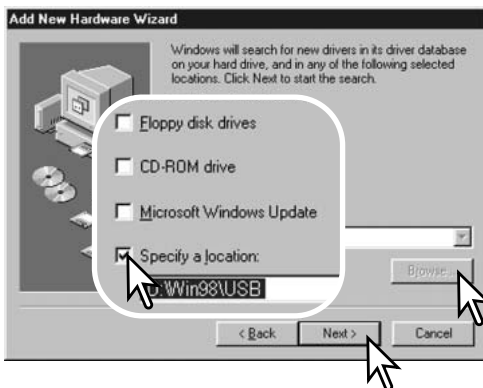 Add New Hardware Wizard
Windows will search for new drivers in its driver database
on your hard drive, and in any of the following selected
locations. Click Next to start the search.
Floppy disk drives
CD-ROM drive
Microsoft Windows Update
Specify a location:
:\Win98\USB
Browse...
< Back
Next >
Cancel